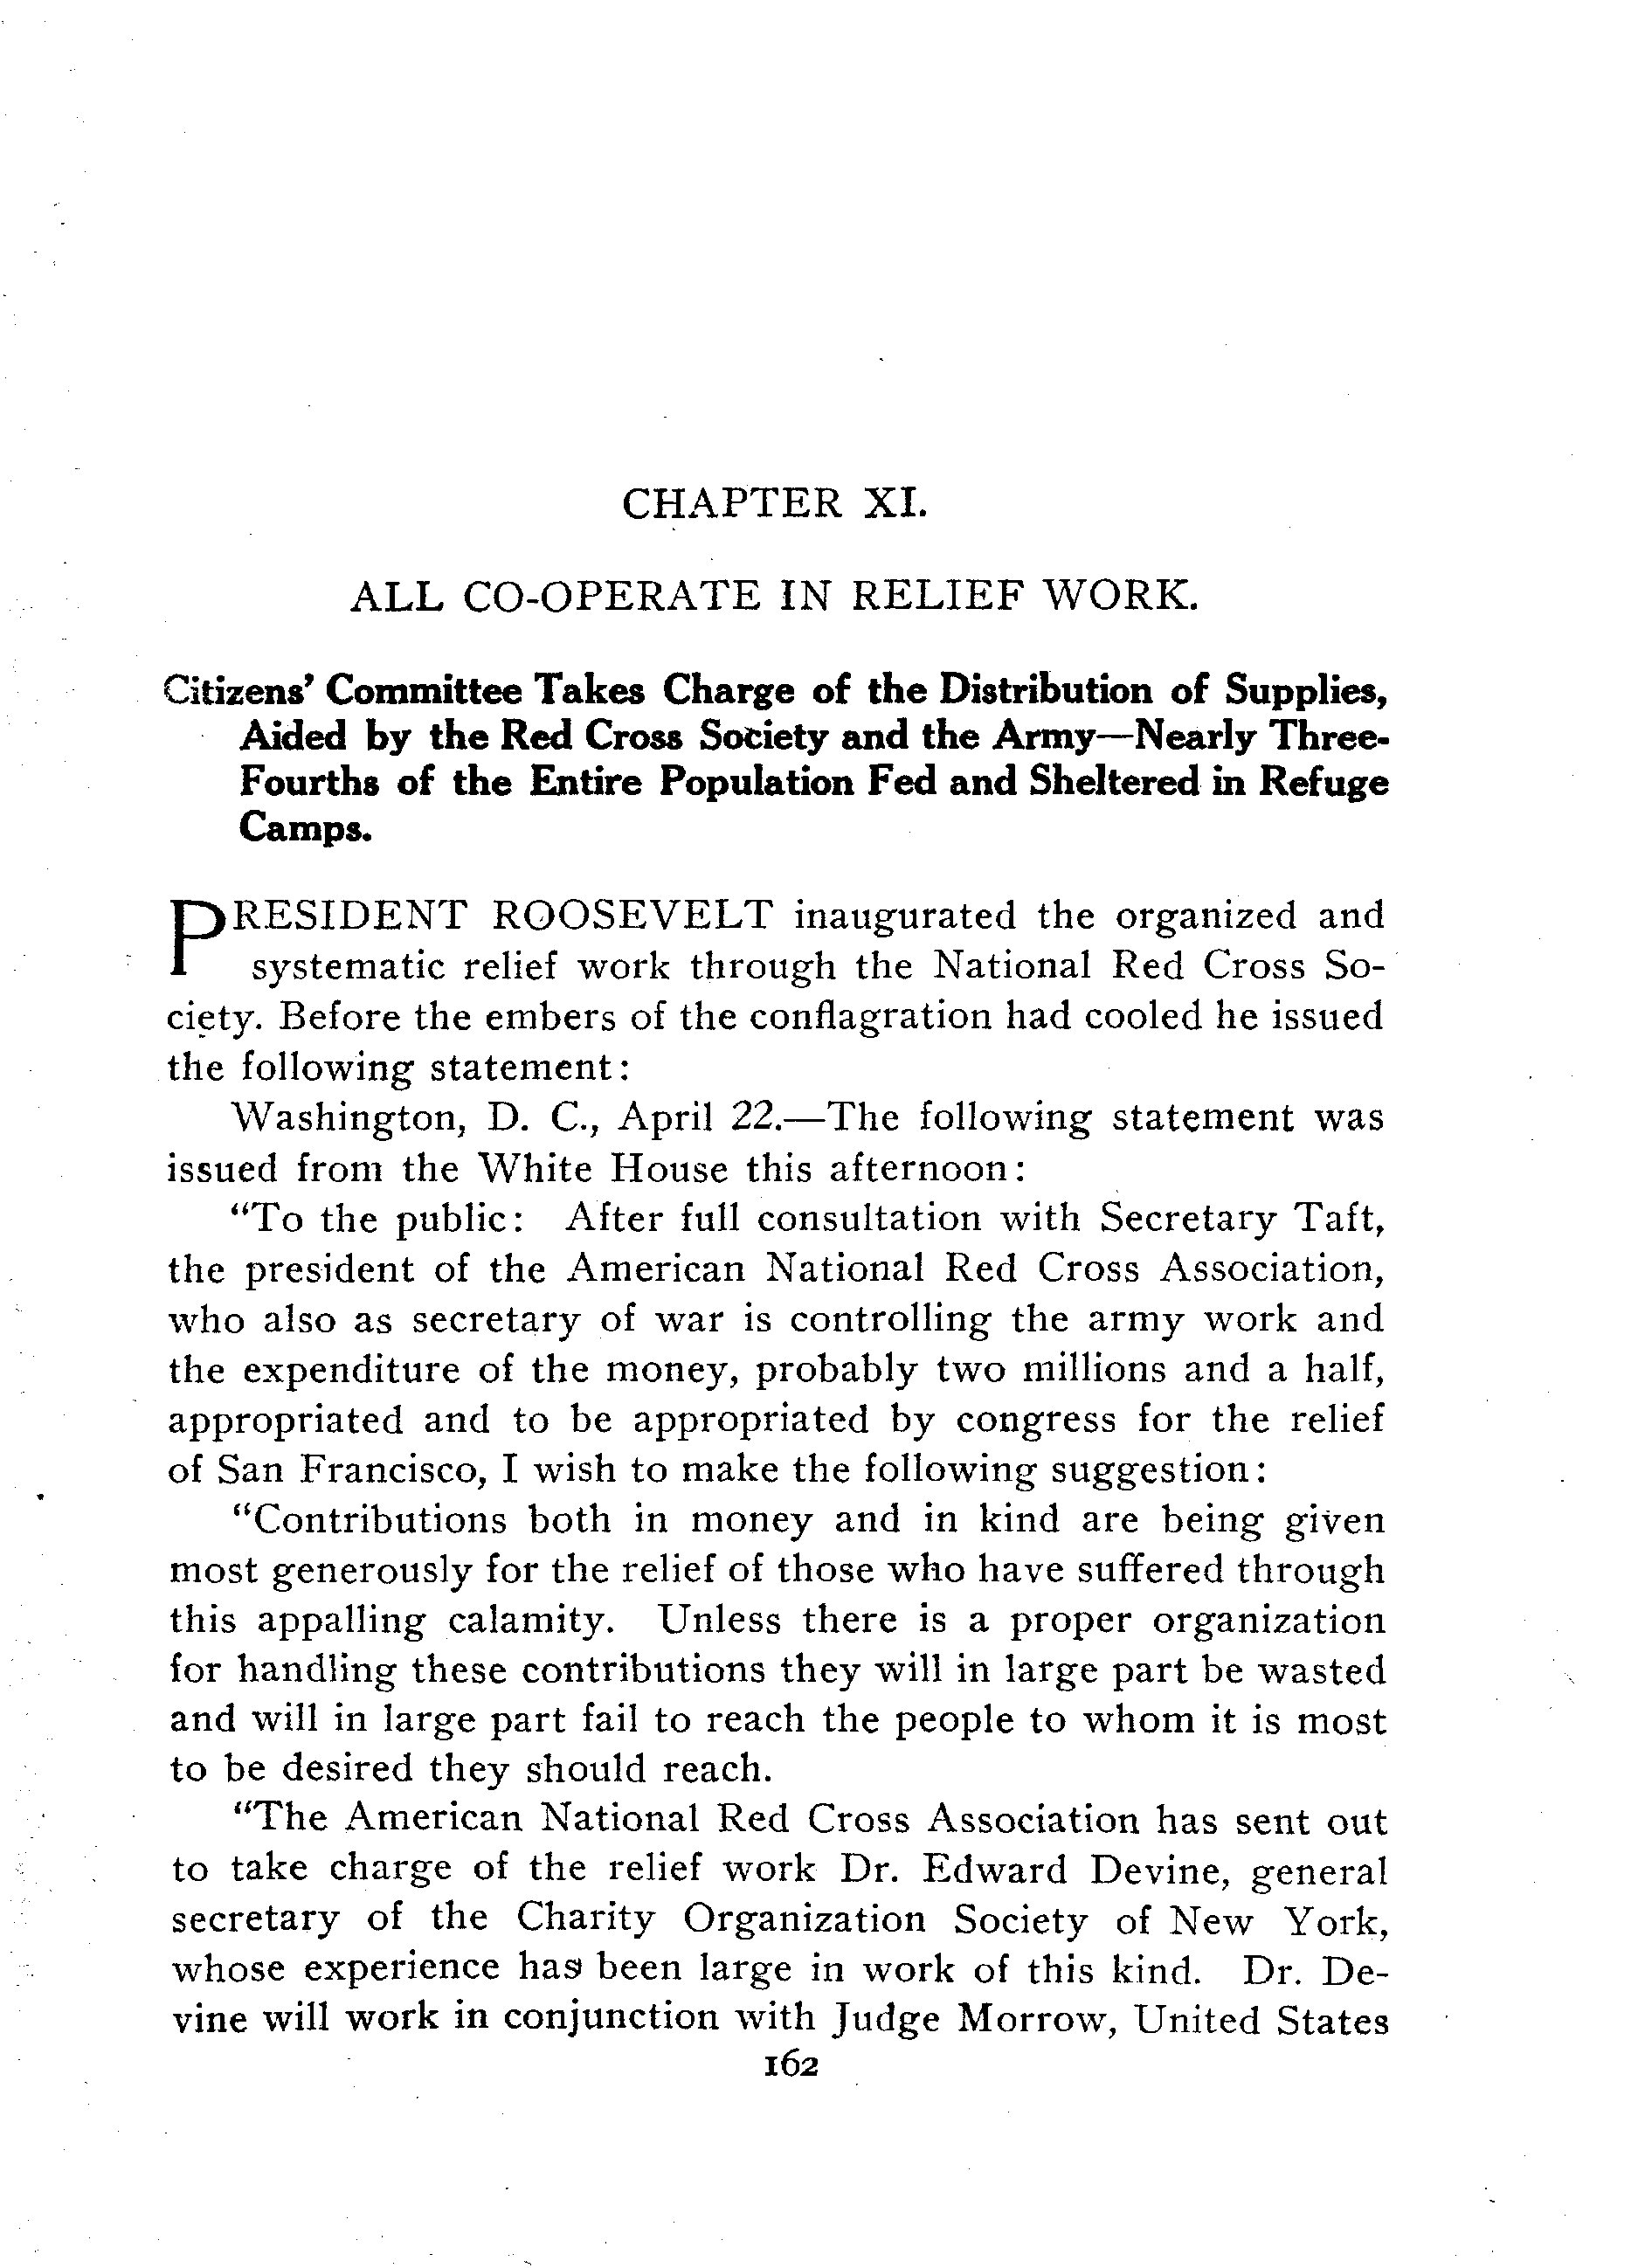 CHAPTER XI.
ALL CO-OPERATE IN RELIEF WORK.
Citizens' Committee Takes Charge of the Distribution of Supplies,
Aided by the Red Cross Society and the Army—Nearly Three-
Fourths of the Entire Population Fed and Sheltered in Refuge
Camps.
PRESIDENT ROOSEVELT inaugurated the organized and
systematic relief work through the National Red Cross So-
ciety. Before the embers of the conflagration had cooled he issued
the following statement:
Washington, D. C., April 22.—The following statement was
issued from the White House this afternoon:
"To the public: After full consultation with Secretary Taft,
the president of the American National Red Cross Association,
who also as secretary of war is controlling the army work and
the expenditure of the money, probably two millions and a half,
appropriated and to be appropriated by congress for the relief
of San Francisco, I wish to make the following suggestion:
"Contributions both in money and in kind are being given
most generously for the relief of those who have suffered through
this appalling calamity. Unless there is a proper organization
for handling these contributions they will in large part be wasted
and will in large part fail to reach the people to whom it is most
to be desired they should reach.
"The American National Red Cross Association has sent out
to take charge of the relief work Dr. Edward Devine, general
secretary of the Charity Organization Society of New York,
whose experience has been large in work of this kind. Dr. De-
vine will work in conjunction with Judge Morrow, United States
162